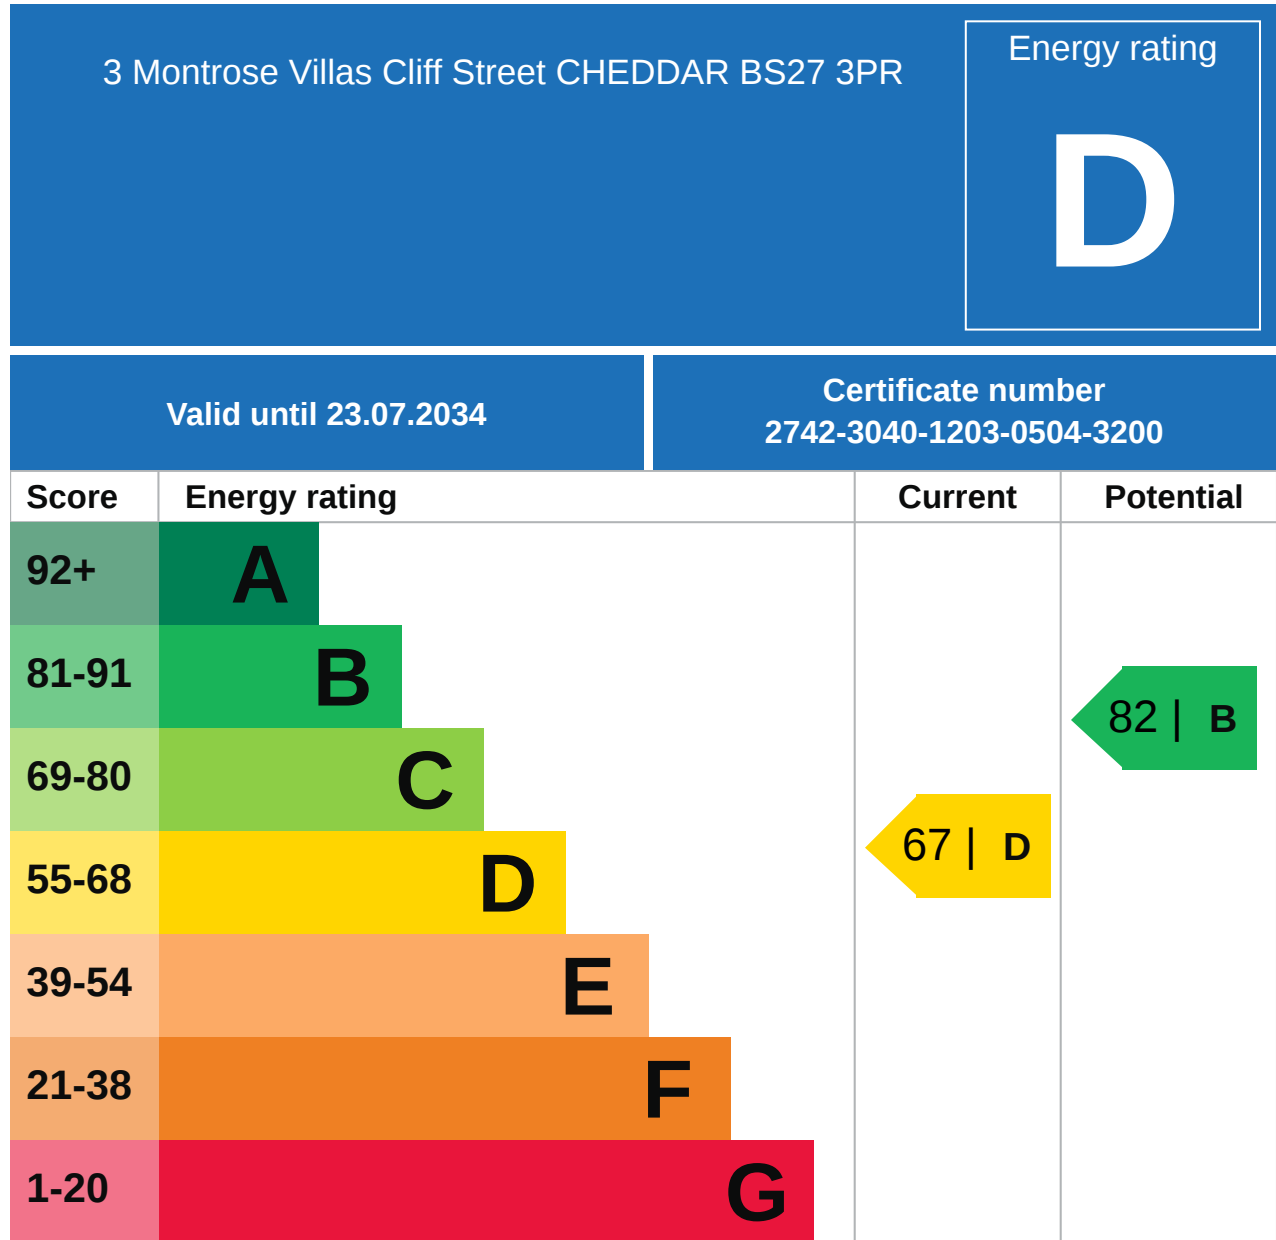 3 Montrose Villas Cliff Street CHEDDAR BS27 3PR
Energy rating
D
Valid until 23.07.2034
Certificate number
2742-3040-1203-0504-3200
Score Energy rating Current Potential
92+ A
81-91 B
82 | B
69-80 C
67 | D
55-68 D
39-54 E
21-38 F
1-20 G